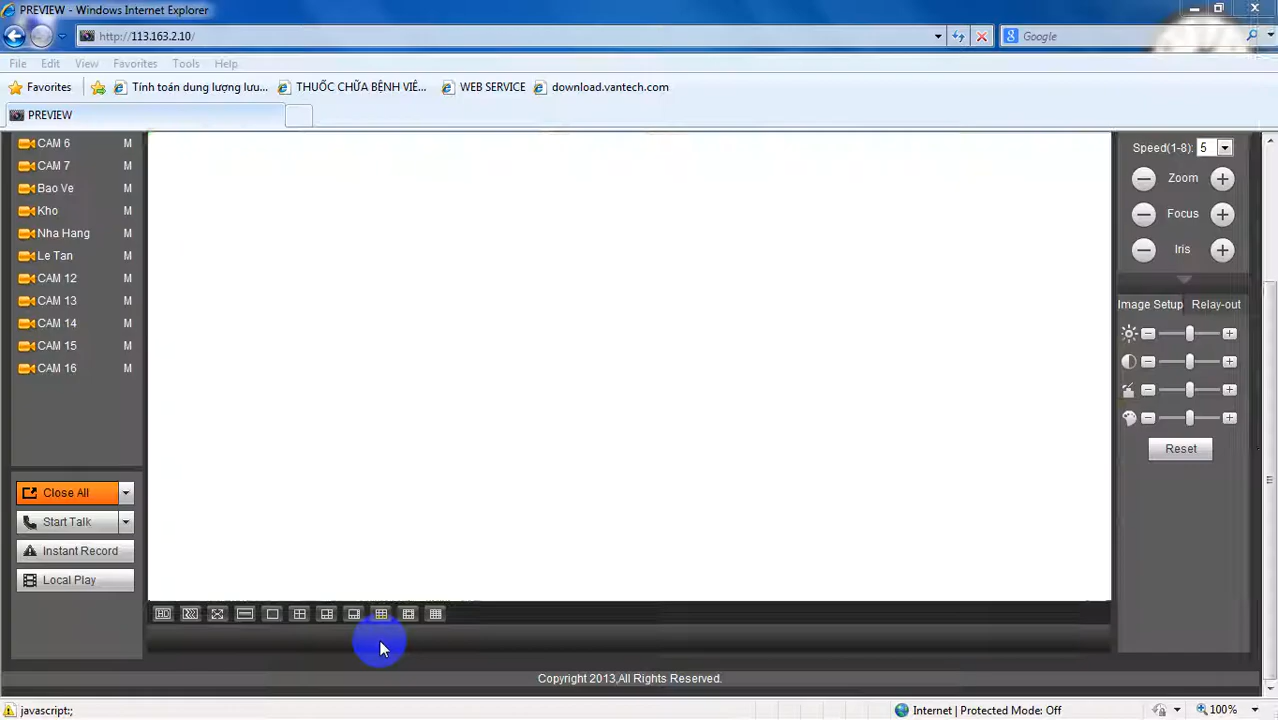 PREVIEW - Windows Internet Explorer
http://113.163.2.10/
Google
File Edit View Favorites Tools Help
Favorites Tính toán dung lượng lưu... THUỐC CHỮA BỆNH VIÊ... WEB SERVICE download.vantech.com
PREVIEW
CAM 6 M
CAM 7 M
Bao Ve M
Kho M
Nha Hang M
Le Tan M
CAM 12 M
CAM 13 M
CAM 14 M
CAM 15 M
CAM 16 M
Close All
Start Talk
Instant Record
Local Play
HD
Speed(1-8): 5
Zoom
Focus
Iris
Image Setup Relay-out
Reset
Copyright 2013,All Rights Reserved.
javascript:;
Internet | Protected Mode: Off
100%